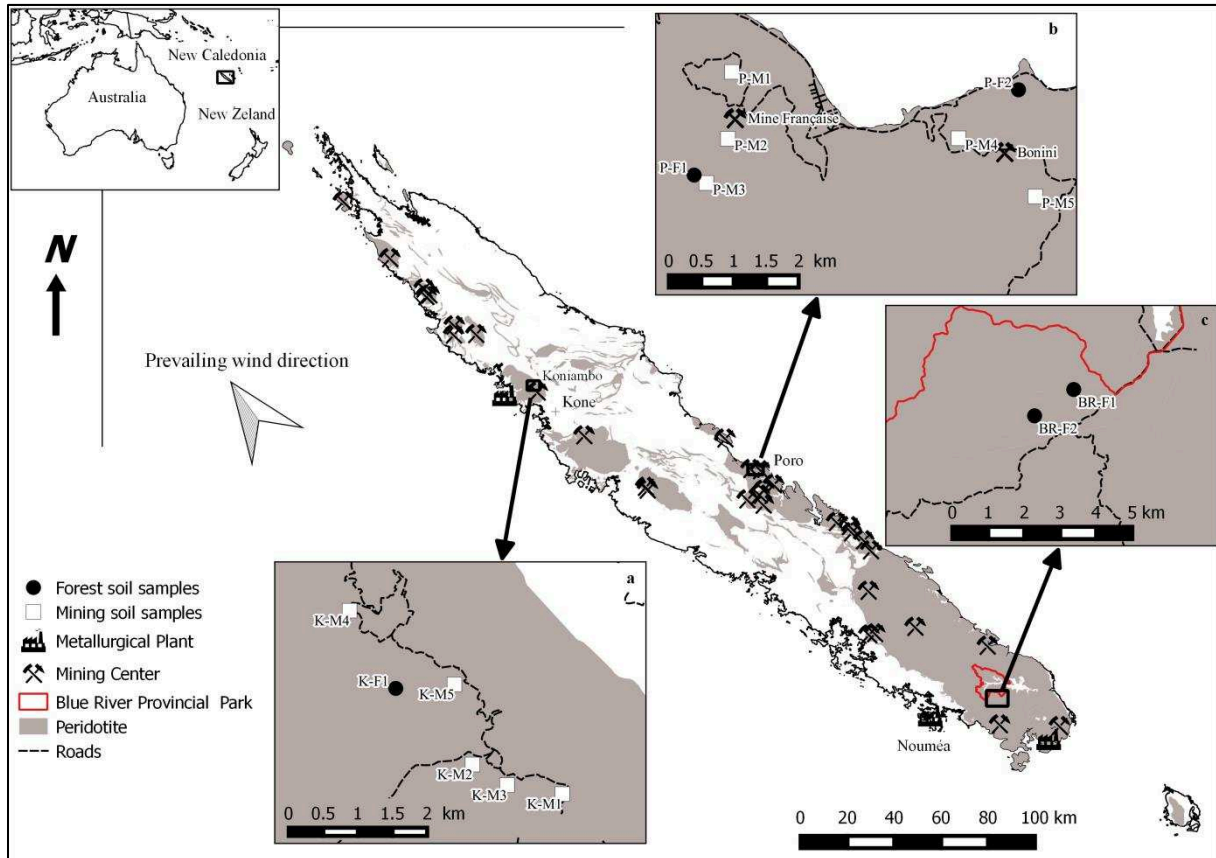 New Caledonia
Australia
New Zeland
N
Prevailing wind direction
Koniambo
Kone
Poro
Nouméa
0 20 40 60 80 100 km
b
P-M1
Mine Française
P-M2
P-F1
P-M3
P-F2
P-M4
Bonini
P-M5
0 0.5 1 2 km
c
BR-F1
BR-F2
0 1 2 3 4 5 km
a
K-M4
K-F1
K-M5
K-M2
K-M3
K-M1
0 0.5 1 1.5 2 km
Forest soil samples
Mining soil samples
Metallurgical Plant
Mining Center
Blue River Provincial Park
Peridotite
Roads